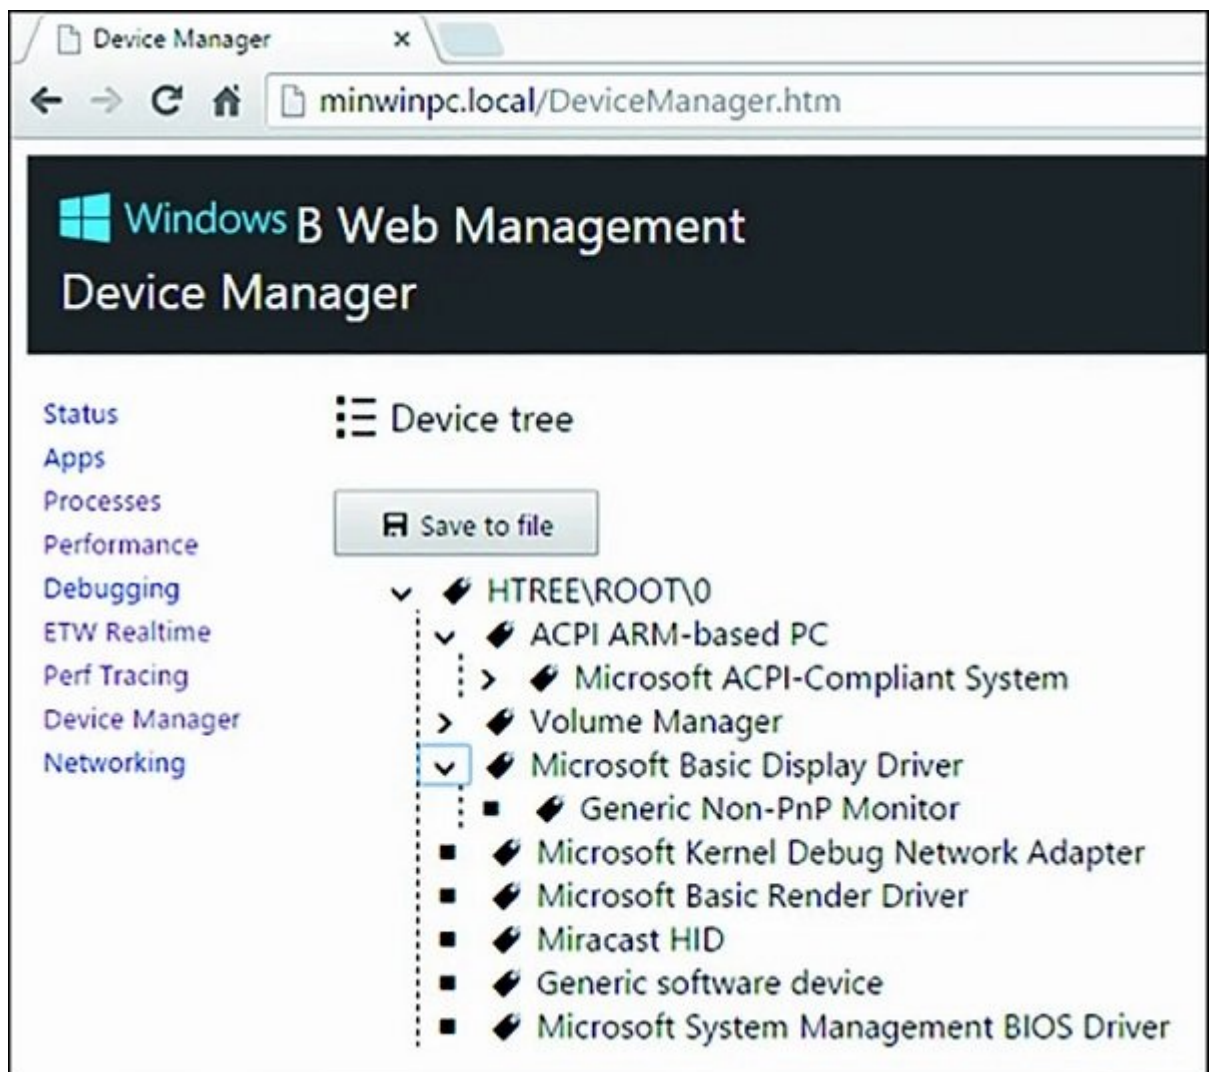 Device Manager
minwinpc.local/DeviceManager.htm
Windows B Web Management
Device Manager
Status
Apps
Processes
Performance
Debugging
ETW Realtime
Perf Tracing
Device Manager
Networking
Device tree
Save to file
HTREE\ROOT\0
ACPI ARM-based PC
Microsoft ACPI-Compliant System
Volume Manager
Microsoft Basic Display Driver
Generic Non-PnP Monitor
Microsoft Kernel Debug Network Adapter
Microsoft Basic Render Driver
Miracast HID
Generic software device
Microsoft System Management BIOS Driver